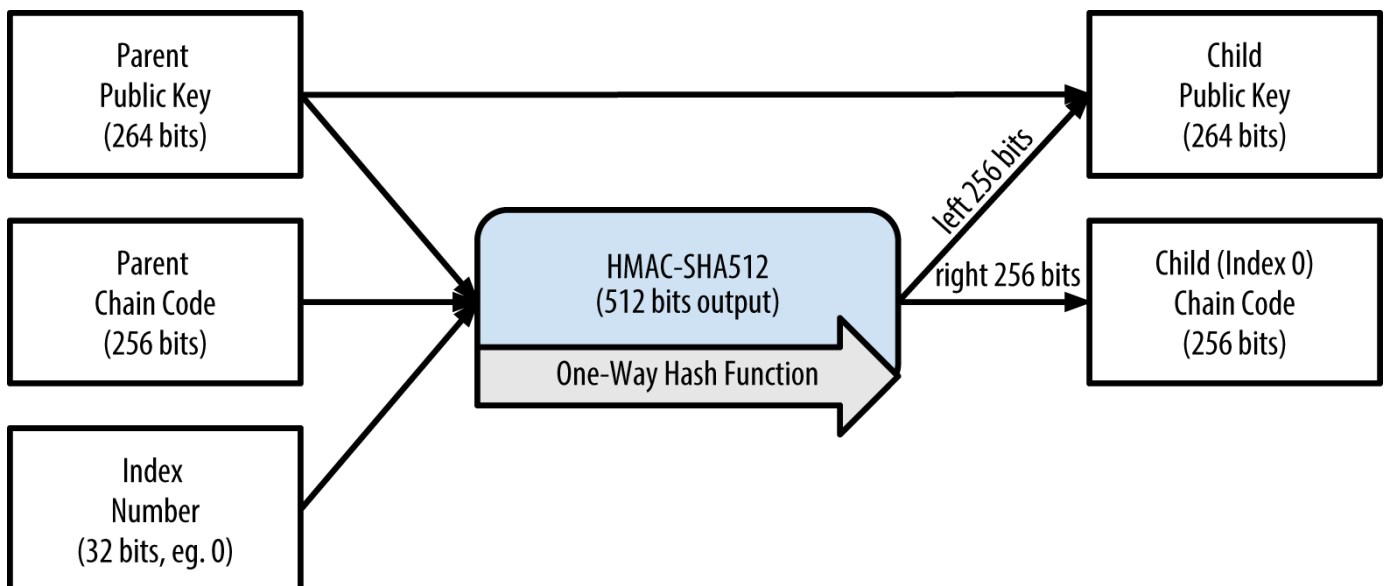 Parent
Public Key
(264 bits)
Child
Public Key
(264 bits)
left 256 bits
Parent
Chain Code
(256 bits)
HMAC-SHA512
(512 bits output)
One-Way Hash Function
right 256 bits
Child (Index 0)
Chain Code
(256 bits)
Index
Number
(32 bits, eg. 0)